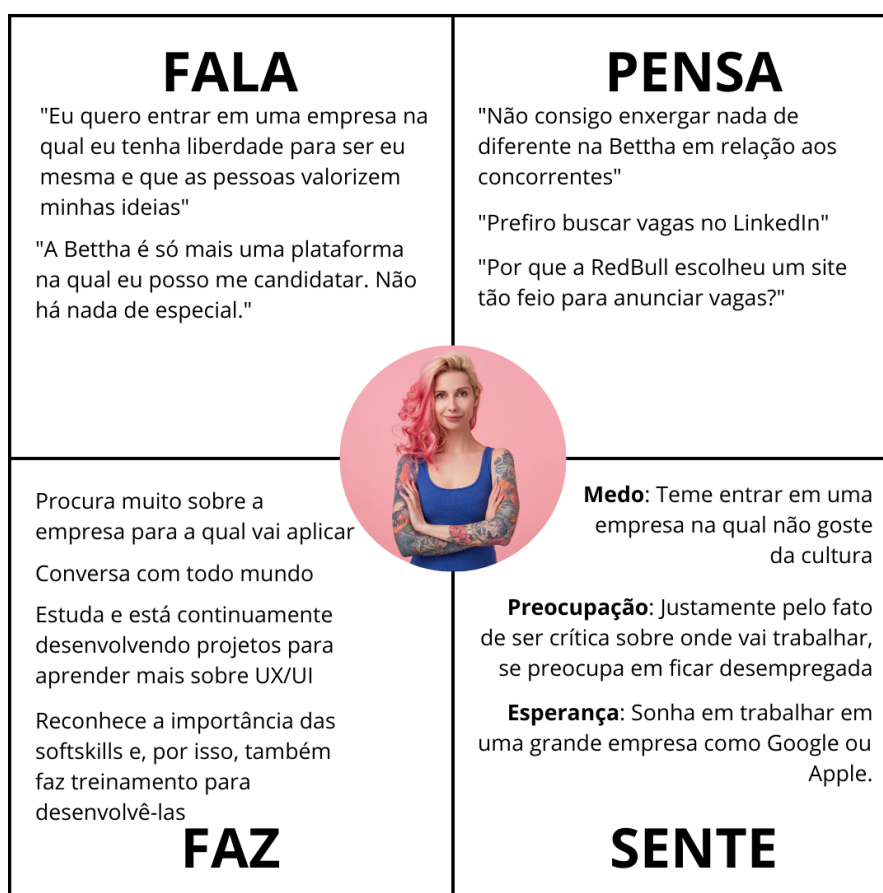 FALA
"Eu quero entrar em uma empresa na
qual eu tenha liberdade para ser eu
mesma e que as pessoas valorizem
minhas ideias"
"A Bettha é só mais uma plataforma
na qual eu posso me candidatar. Não
há nada de especial."
PENSA
"Não consigo enxergar nada de
diferente na Bettha em relação aos
concorrentes"
"Prefiro buscar vagas no LinkedIn"
"Por que a RedBull escolheu um site
tão feio para anunciar vagas?"
Procura muito sobre a
empresa para a qual vai aplicar
Conversa com todo mundo
Estuda e está continuamente
desenvolvendo projetos para
aprender mais sobre UX/UI
Reconhece a importância das
softskills e, por isso, também
faz treinamento para
desenvolvê-las
FAZ
Medo: Teme entrar em uma
empresa na qual não goste
da cultura
Preocupação: Justamente pelo fato
de ser crítica sobre onde vai trabalhar,
se preocupa em ficar desempregada
Esperança: Sonha em trabalhar em
uma grande empresa como Google ou
Apple.
SENTE